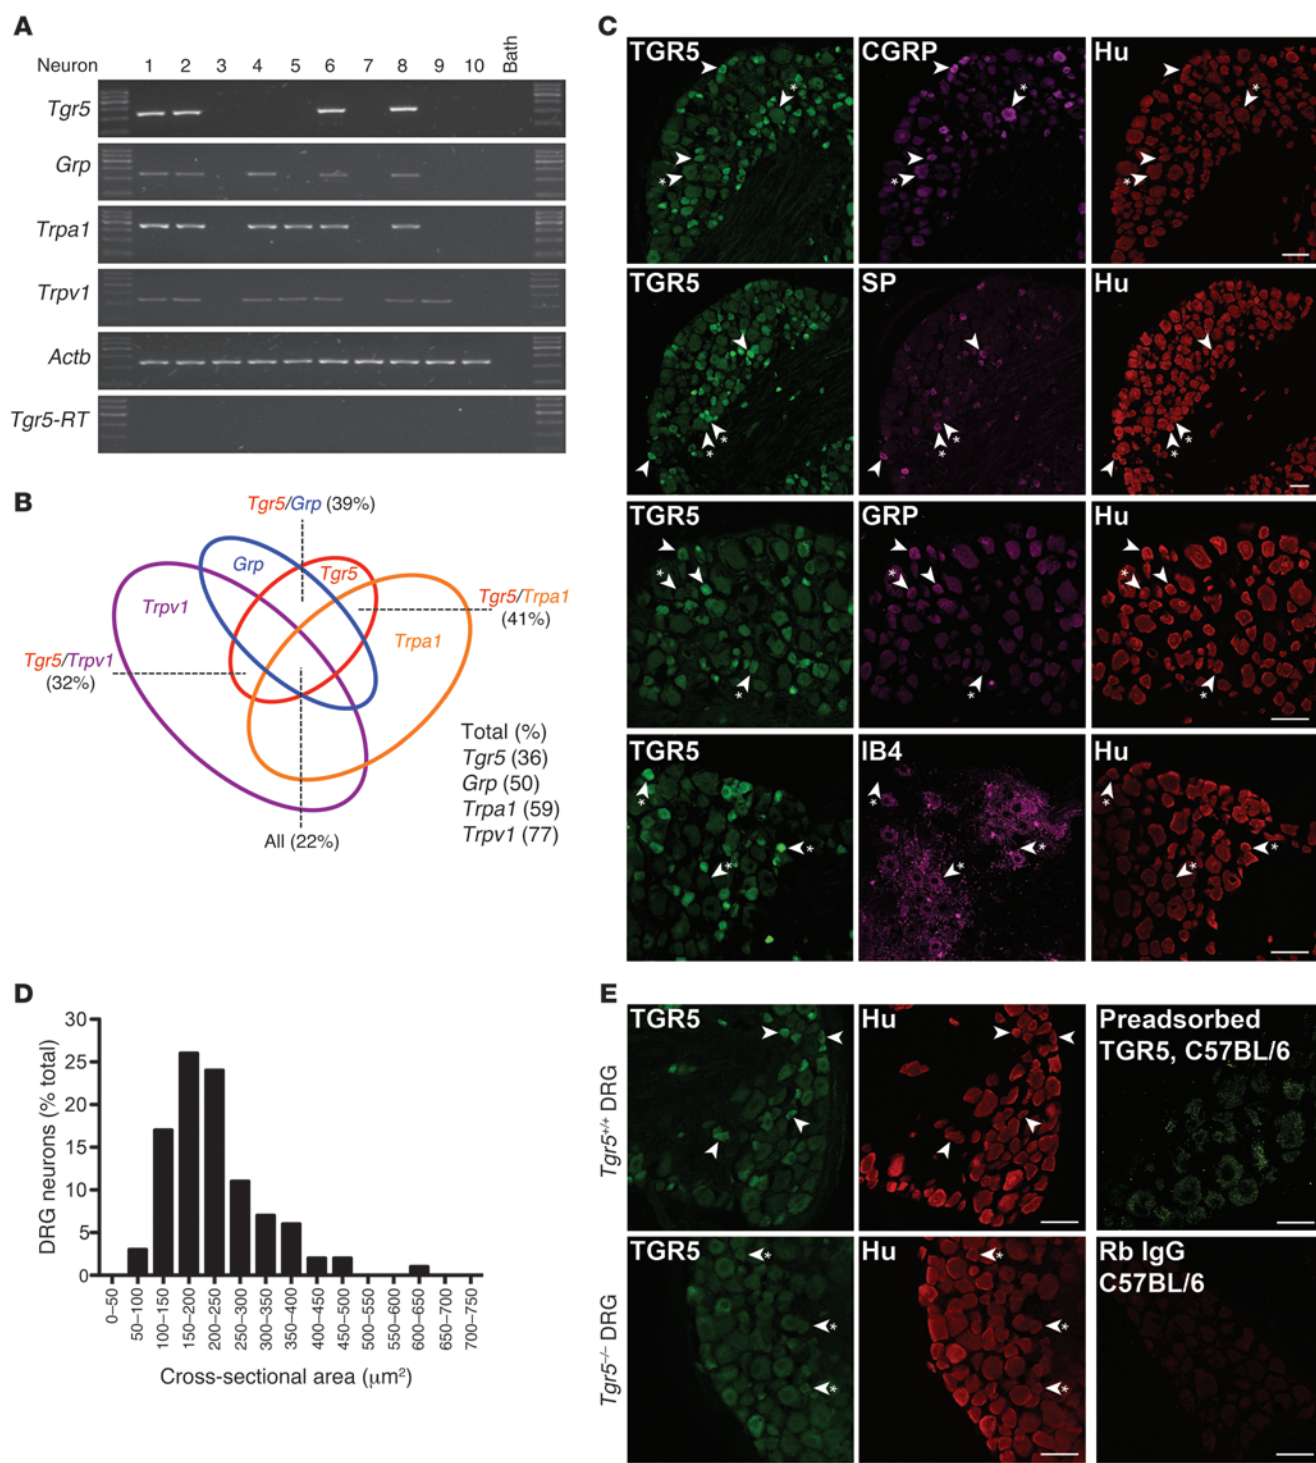 A
Neuron 1 2 3 4 5 6 7 8 9 10 Bath
Tgr5
Grp
Trpa1
Trpv1
Actb
Tgr5-RT
B
Tgr5/Grp (39%)
Grp
Tgr5
Trpv1
Trpa1
Tgr5/Trpa1
(41%)
Tgr5/Trpv1
(32%)
Total (%)
Tgr5 (36)
Grp (50)
Trpa1 (59)
Trpv1 (77)
All (22%)
C
TGR5 CGRP Hu
* * *
* * *
TGR5 SP Hu
* * *
* * *
TGR5 GRP Hu
* * *
* * *
TGR5 IB4 Hu
* * *
* * *
* * *
D
30
25
20
15
10
5
0
DRG neurons (% total)
0–50
50–100
100–150
150–200
200–250
250–300
300–350
350–400
400–450
450–500
500–550
550–600
600–650
650–700
700–750
Cross-sectional area (μm²)
E
Tgr5+/+ DRG
TGR5 Hu Preadsorbed
TGR5, C57BL/6
Tgr5–/– DRG
TGR5 Hu Rb IgG
C57BL/6
* *
* *
* *